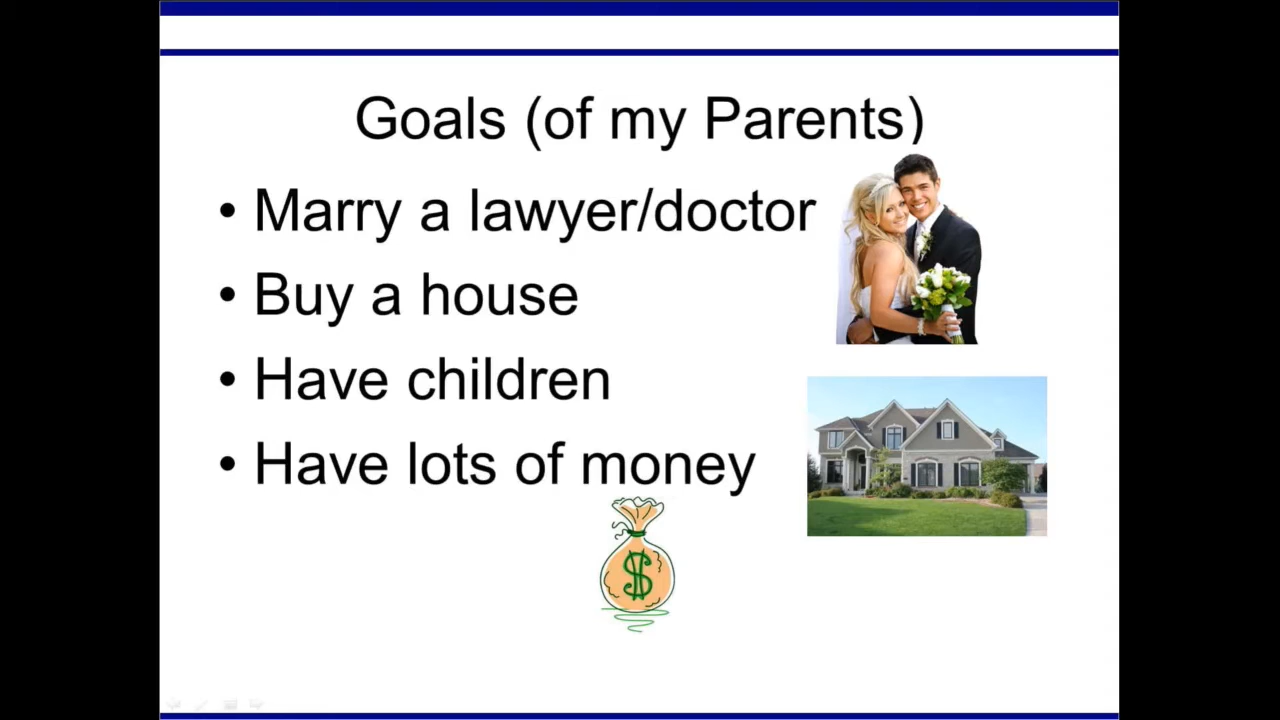 Goals (of my Parents)
• Marry a lawyer/doctor
• Buy a house
• Have children
• Have lots of money
$